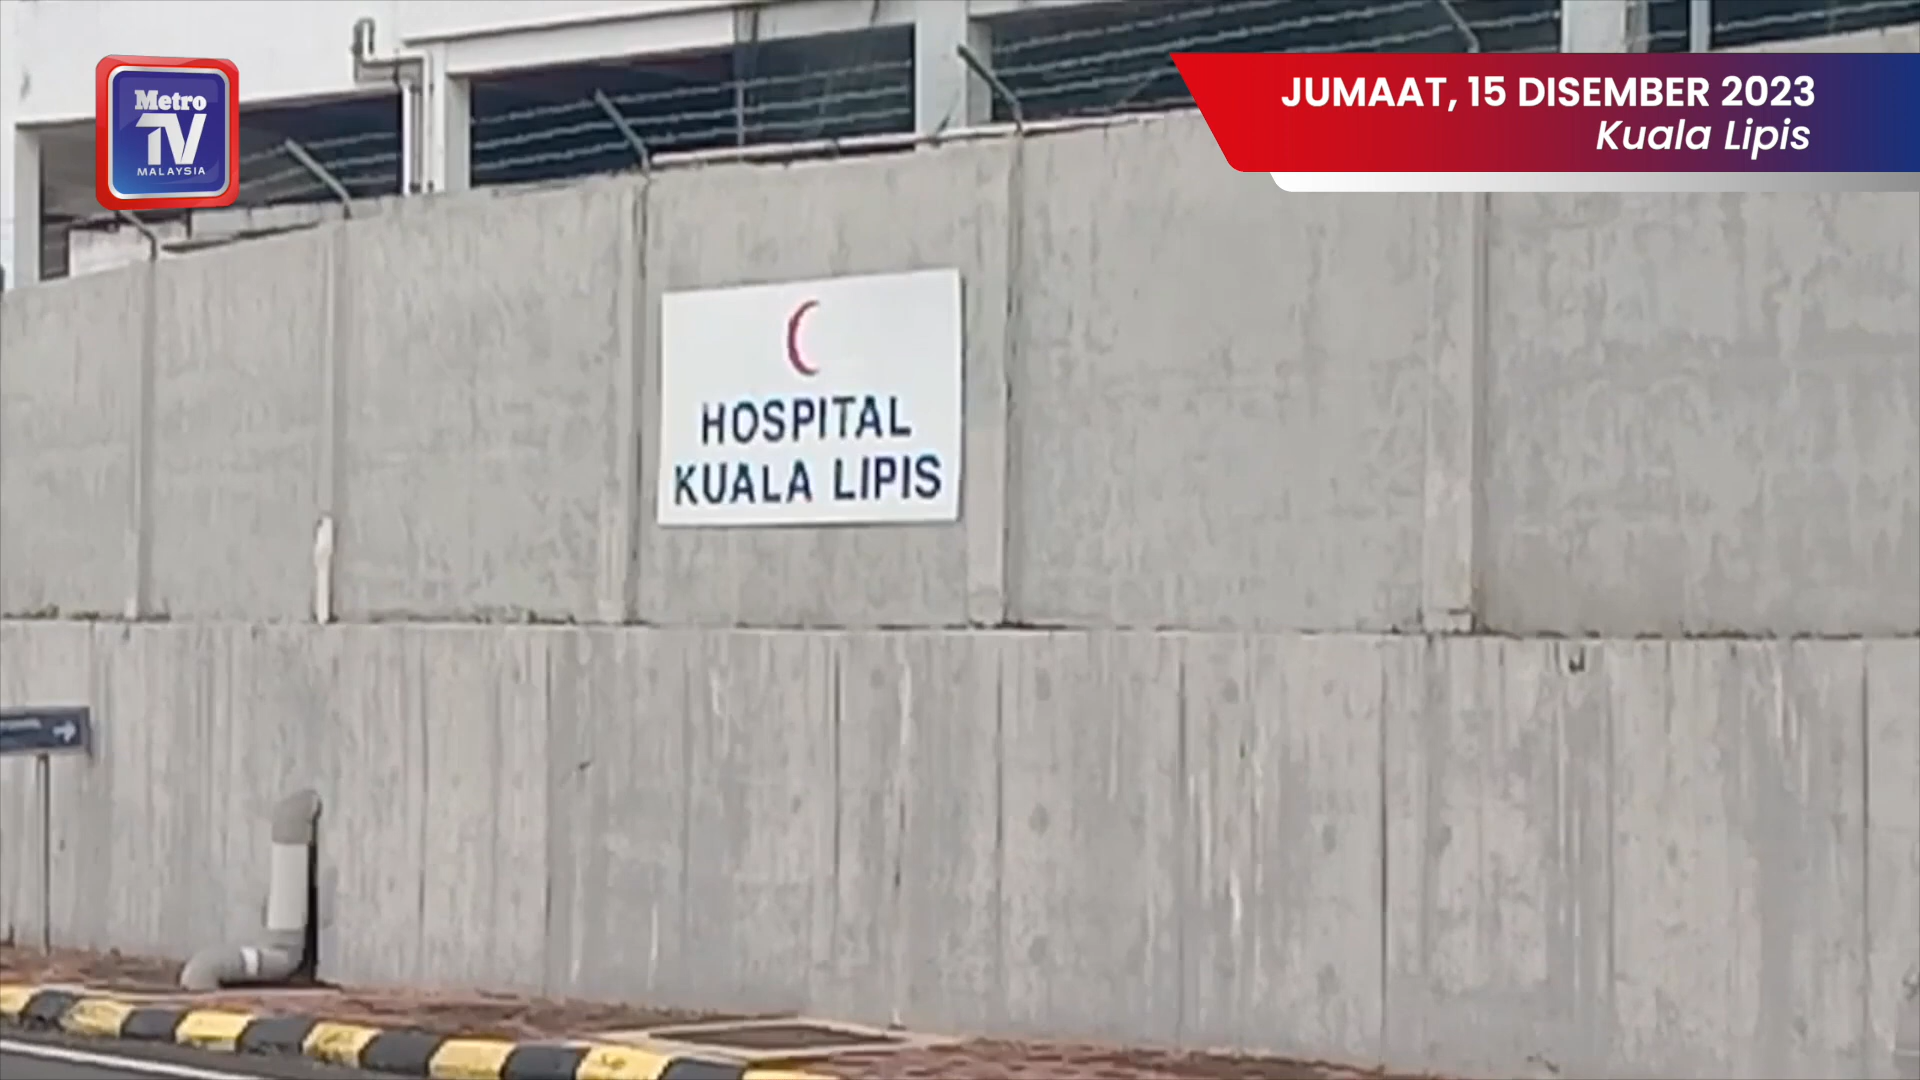 Metro
TV
MALAYSIA
JUMAAT, 15 DISEMBER 2023
Kuala Lipis
HOSPITAL
KUALA LIPIS